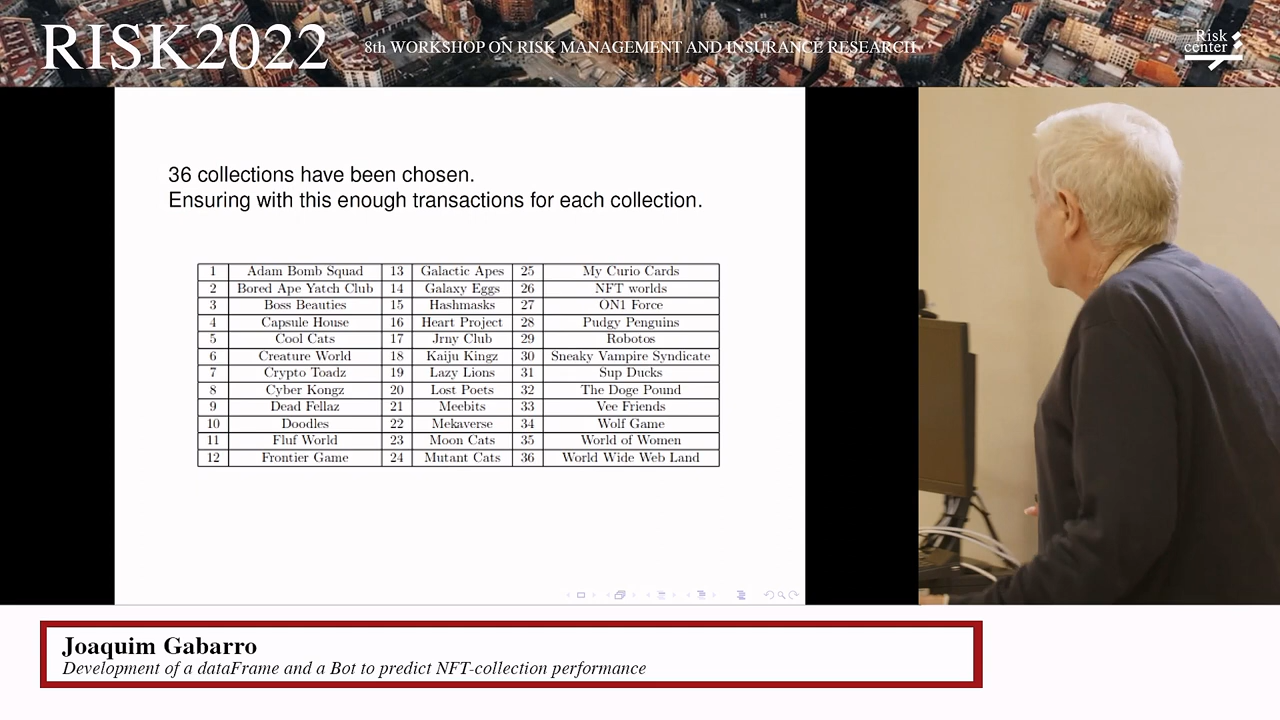 RISK2022
8th WORKSHOP ON RISK MANAGEMENT AND INSURANCE RESEARCH
Risk
center
36 collections have been chosen.
Ensuring with this enough transactions for each collection.
1 Adam Bomb Squad 13 Galactic Apes 25 My Curio Cards
2 Bored Ape Yatch Club 14 Galaxy Eggs 26 NFT worlds
3 Boss Beauties 15 Hashmasks 27 ON1 Force
4 Capsule House 16 Heart Project 28 Pudgy Penguins
5 Cool Cats 17 Jrny Club 29 Robotos
6 Creature World 18 Kaiju Kingz 30 Sneaky Vampire Syndicate
7 Crypto Toadz 19 Lazy Lions 31 Sup Ducks
8 Cyber Kongz 20 Lost Poets 32 The Doge Pound
9 Dead Fellaz 21 Meebits 33 Vee Friends
10 Doodles 22 Mekaverse 34 Wolf Game
11 Fluf World 23 Moon Cats 35 World of Women
12 Frontier Game 24 Mutant Cats 36 World Wide Web Land
Joaquim Gabarro
Development of a dataFrame and a Bot to predict NFT-collection performance